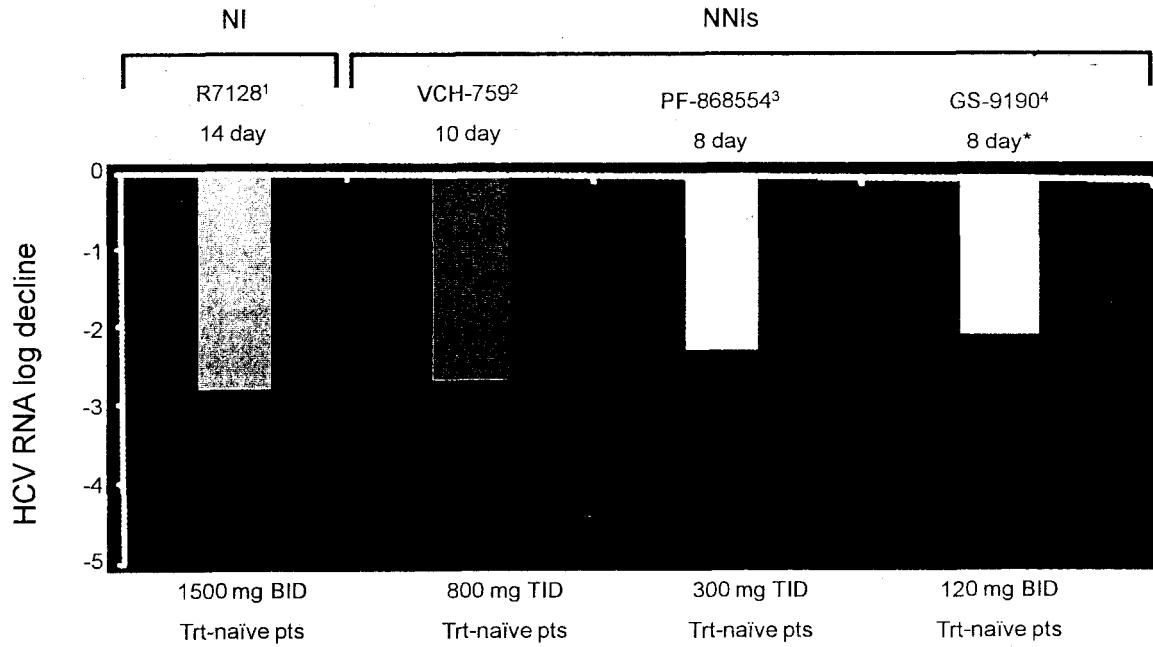 NI NNIs
R7128¹ VCH-759² PF-868554³ GS-9190⁴
14 day 10 day 8 day 8 day*
0
-1
-2
-3
-4
-5
HCV RNA log decline
1500 mg BID 800 mg TID 300 mg TID 120 mg BID
Trt-naïve pts Trt-naïve pts Trt-naïve pts Trt-naïve pts